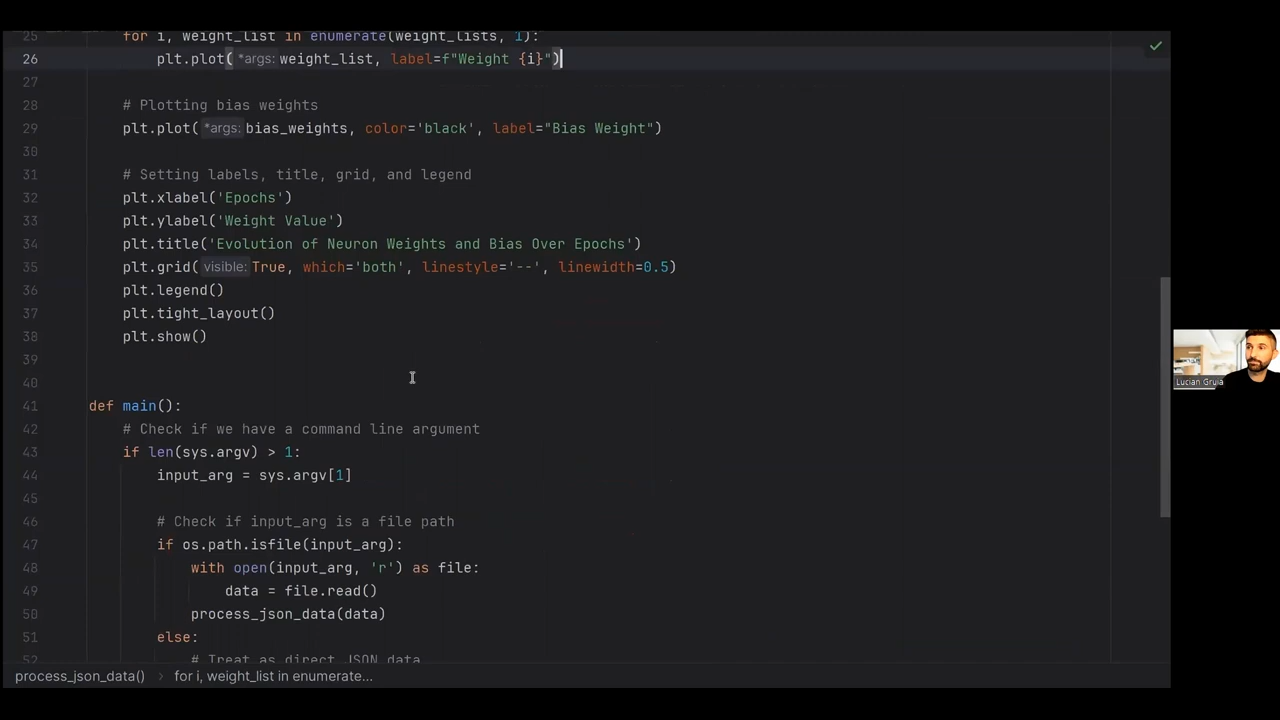 25 for i, weight_list in enumerate(weight_lists, 1):
26 plt.plot( *args: weight_list, label=f"Weight {i}")
27
28 # Plotting bias weights
29 plt.plot( *args: bias_weights, color='black', label="Bias Weight")
30
31 # Setting labels, title, grid, and legend
32 plt.xlabel('Epochs')
33 plt.ylabel('Weight Value')
34 plt.title('Evolution of Neuron Weights and Bias Over Epochs')
35 plt.grid( visible: True, which='both', linestyle='--', linewidth=0.5)
36 plt.legend()
37 plt.tight_layout()
38 plt.show()
39
40
41 def main():
42 # Check if we have a command line argument
43 if len(sys.argv) > 1:
44 input_arg = sys.argv[1]
45
46 # Check if input_arg is a file path
47 if os.path.isfile(input_arg):
48 with open(input_arg, 'r') as file:
49 data = file.read()
50 process_json_data(data)
51 else:
52 # Treat as direct JSON data
process_json_data() › for i, weight_list in enumerate...
Lucian Gruia